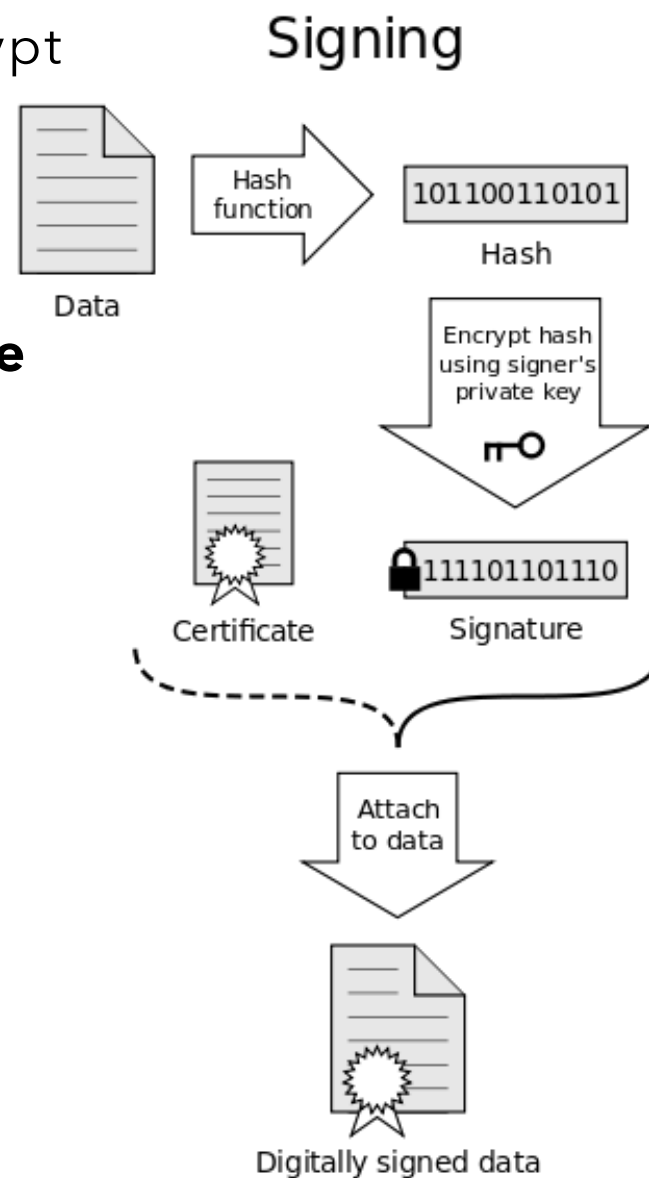 ypt
Signing
Hash
function
101100110101
Hash
Data
e
Encrypt hash
using signer's
private key
111101101110
Certificate
Signature
Attach
to data
Digitally signed data